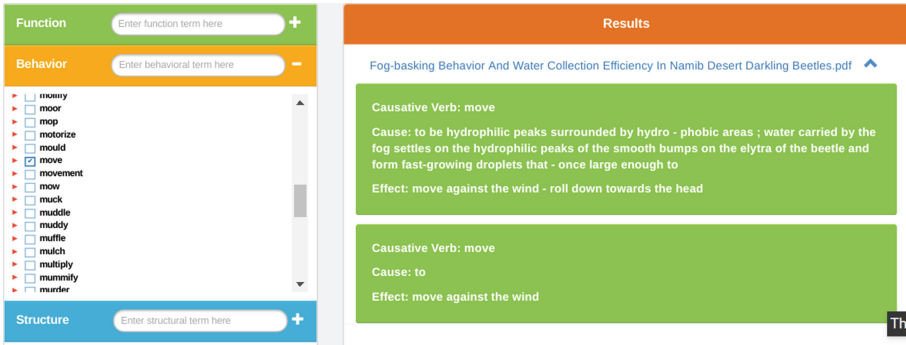 Function
Enter function term here
Behavior
Enter behavioral term here
mollify
moor
mop
motorize
mould
move
movement
mow
muck
muddle
muddy
muffle
mulch
multiply
mummify
murder
Structure
Enter structural term here
Results
Fog-basking Behavior And Water Collection Efficiency In Namib Desert Darkling Beetles.pdf
Causative Verb: move
Cause: to be hydrophilic peaks surrounded by hydro - phobic areas ; water carried by the
fog settles on the hydrophilic peaks of the smooth bumps on the elytra of the beetle and
form fast-growing droplets that - once large enough to
Effect: move against the wind - roll down towards the head
Causative Verb: move
Cause: to
Effect: move against the wind
Th